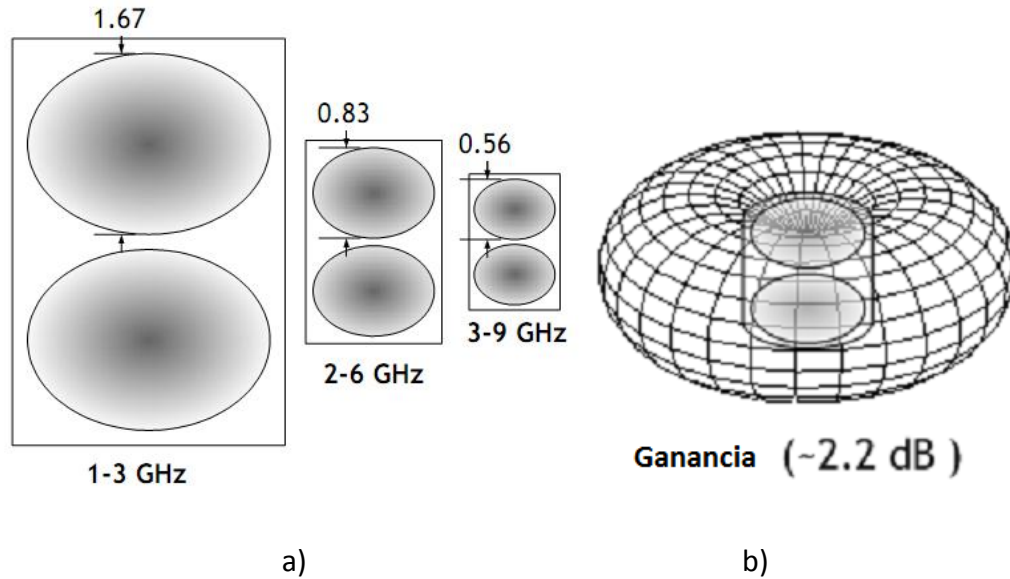 1.67
0.83
0.56
3-9 GHz
2-6 GHz
1-3 GHz
Ganancia (~2.2 dB )
a)
b)